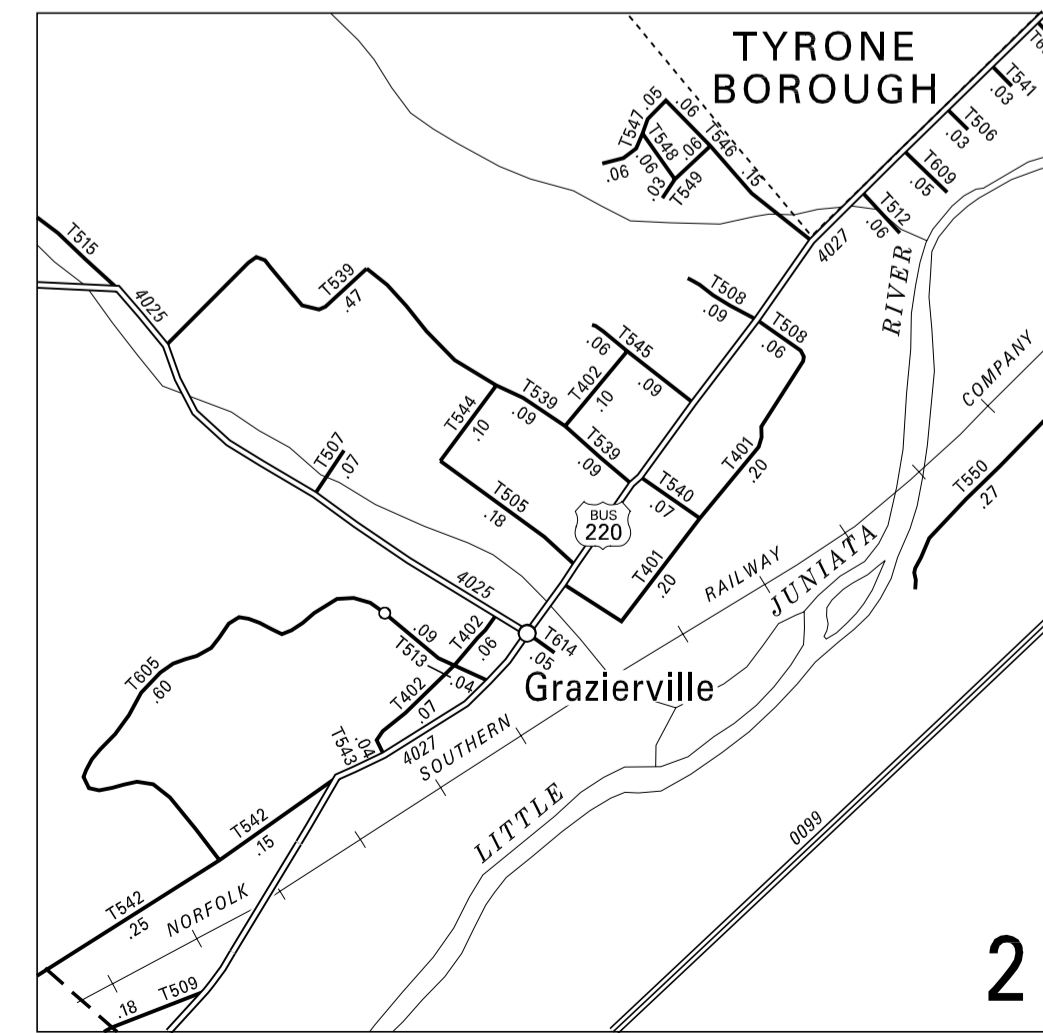 TYRONE
BOROUGH
T541
.03
T506
.03
T609
.05
T512
.06
4027
RIVER
.05
.06
T547
T548
.06
T546
.06
.06
.15
.03
T549
T515
4025
T539
.47
T508
.09
T508
.06
COMPANY
T545
.06
.09
T402
.10
T539
.09
T544
.10
T539
.09
T401
.20
T550
.27
T507
.07
T505
.18
T540
.07
BUS
220
T401
.20
RAILWAY
JUNIATA
4025
.09
T402
.06
T614
.05
T513
.04
T402
.07
Grazierville
T605
.60
T543
.04
4027
SOUTHERN
LITTLE
0099
T542
.15
T542
.25
NORFOLK
T509
.18
2